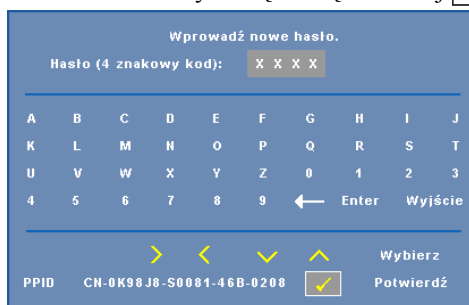 Wprowadź nowe hasło.
Hasło (4 znakowy kod): X X X X
A B C D E F G H I J
K L M N O P Q R S T
U V W X Y Z 0 1 2 3
4 5 6 7 8 9 ← Enter Wyjście
Wybierz
PPID CN-0K98J8-S0081-46B-0208 Potwierdź